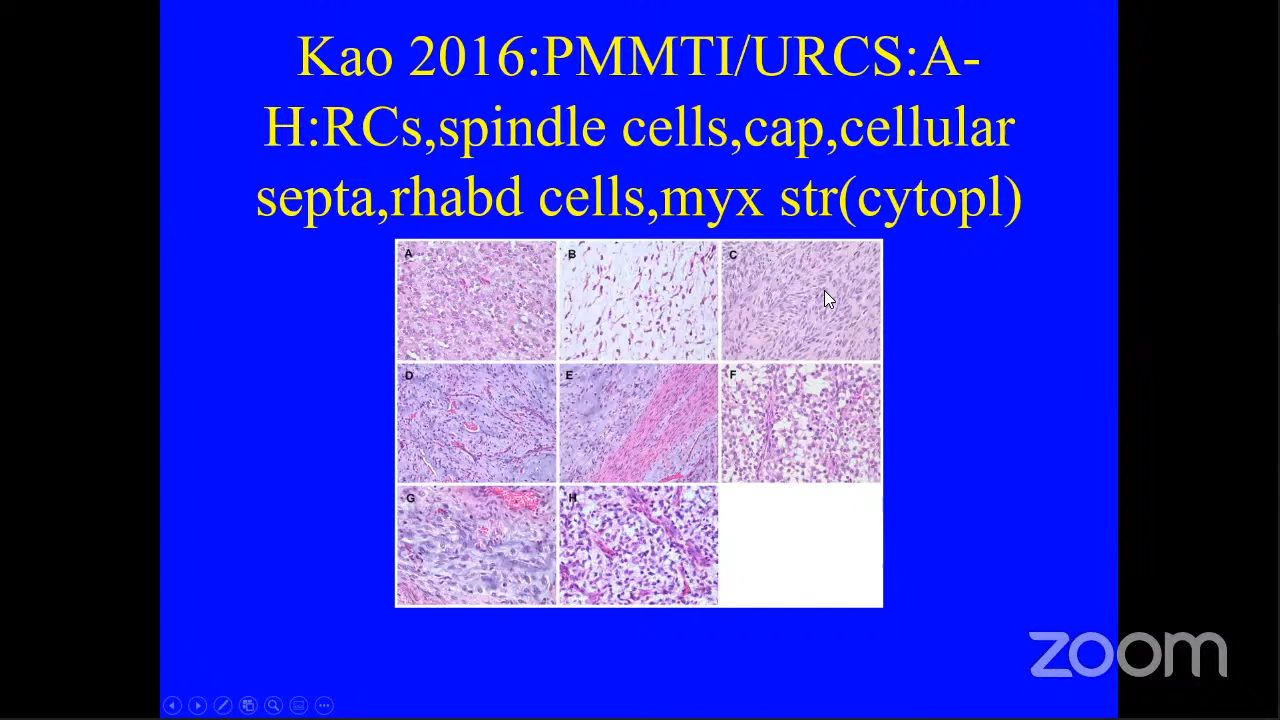 Kao 2016:PMMTI/URCS:A-
H:RCs,spindle cells,cap,cellular
septa,rhabd cells,myx str(cytopl)
A
B
C
D
E
F
G
H
zoom